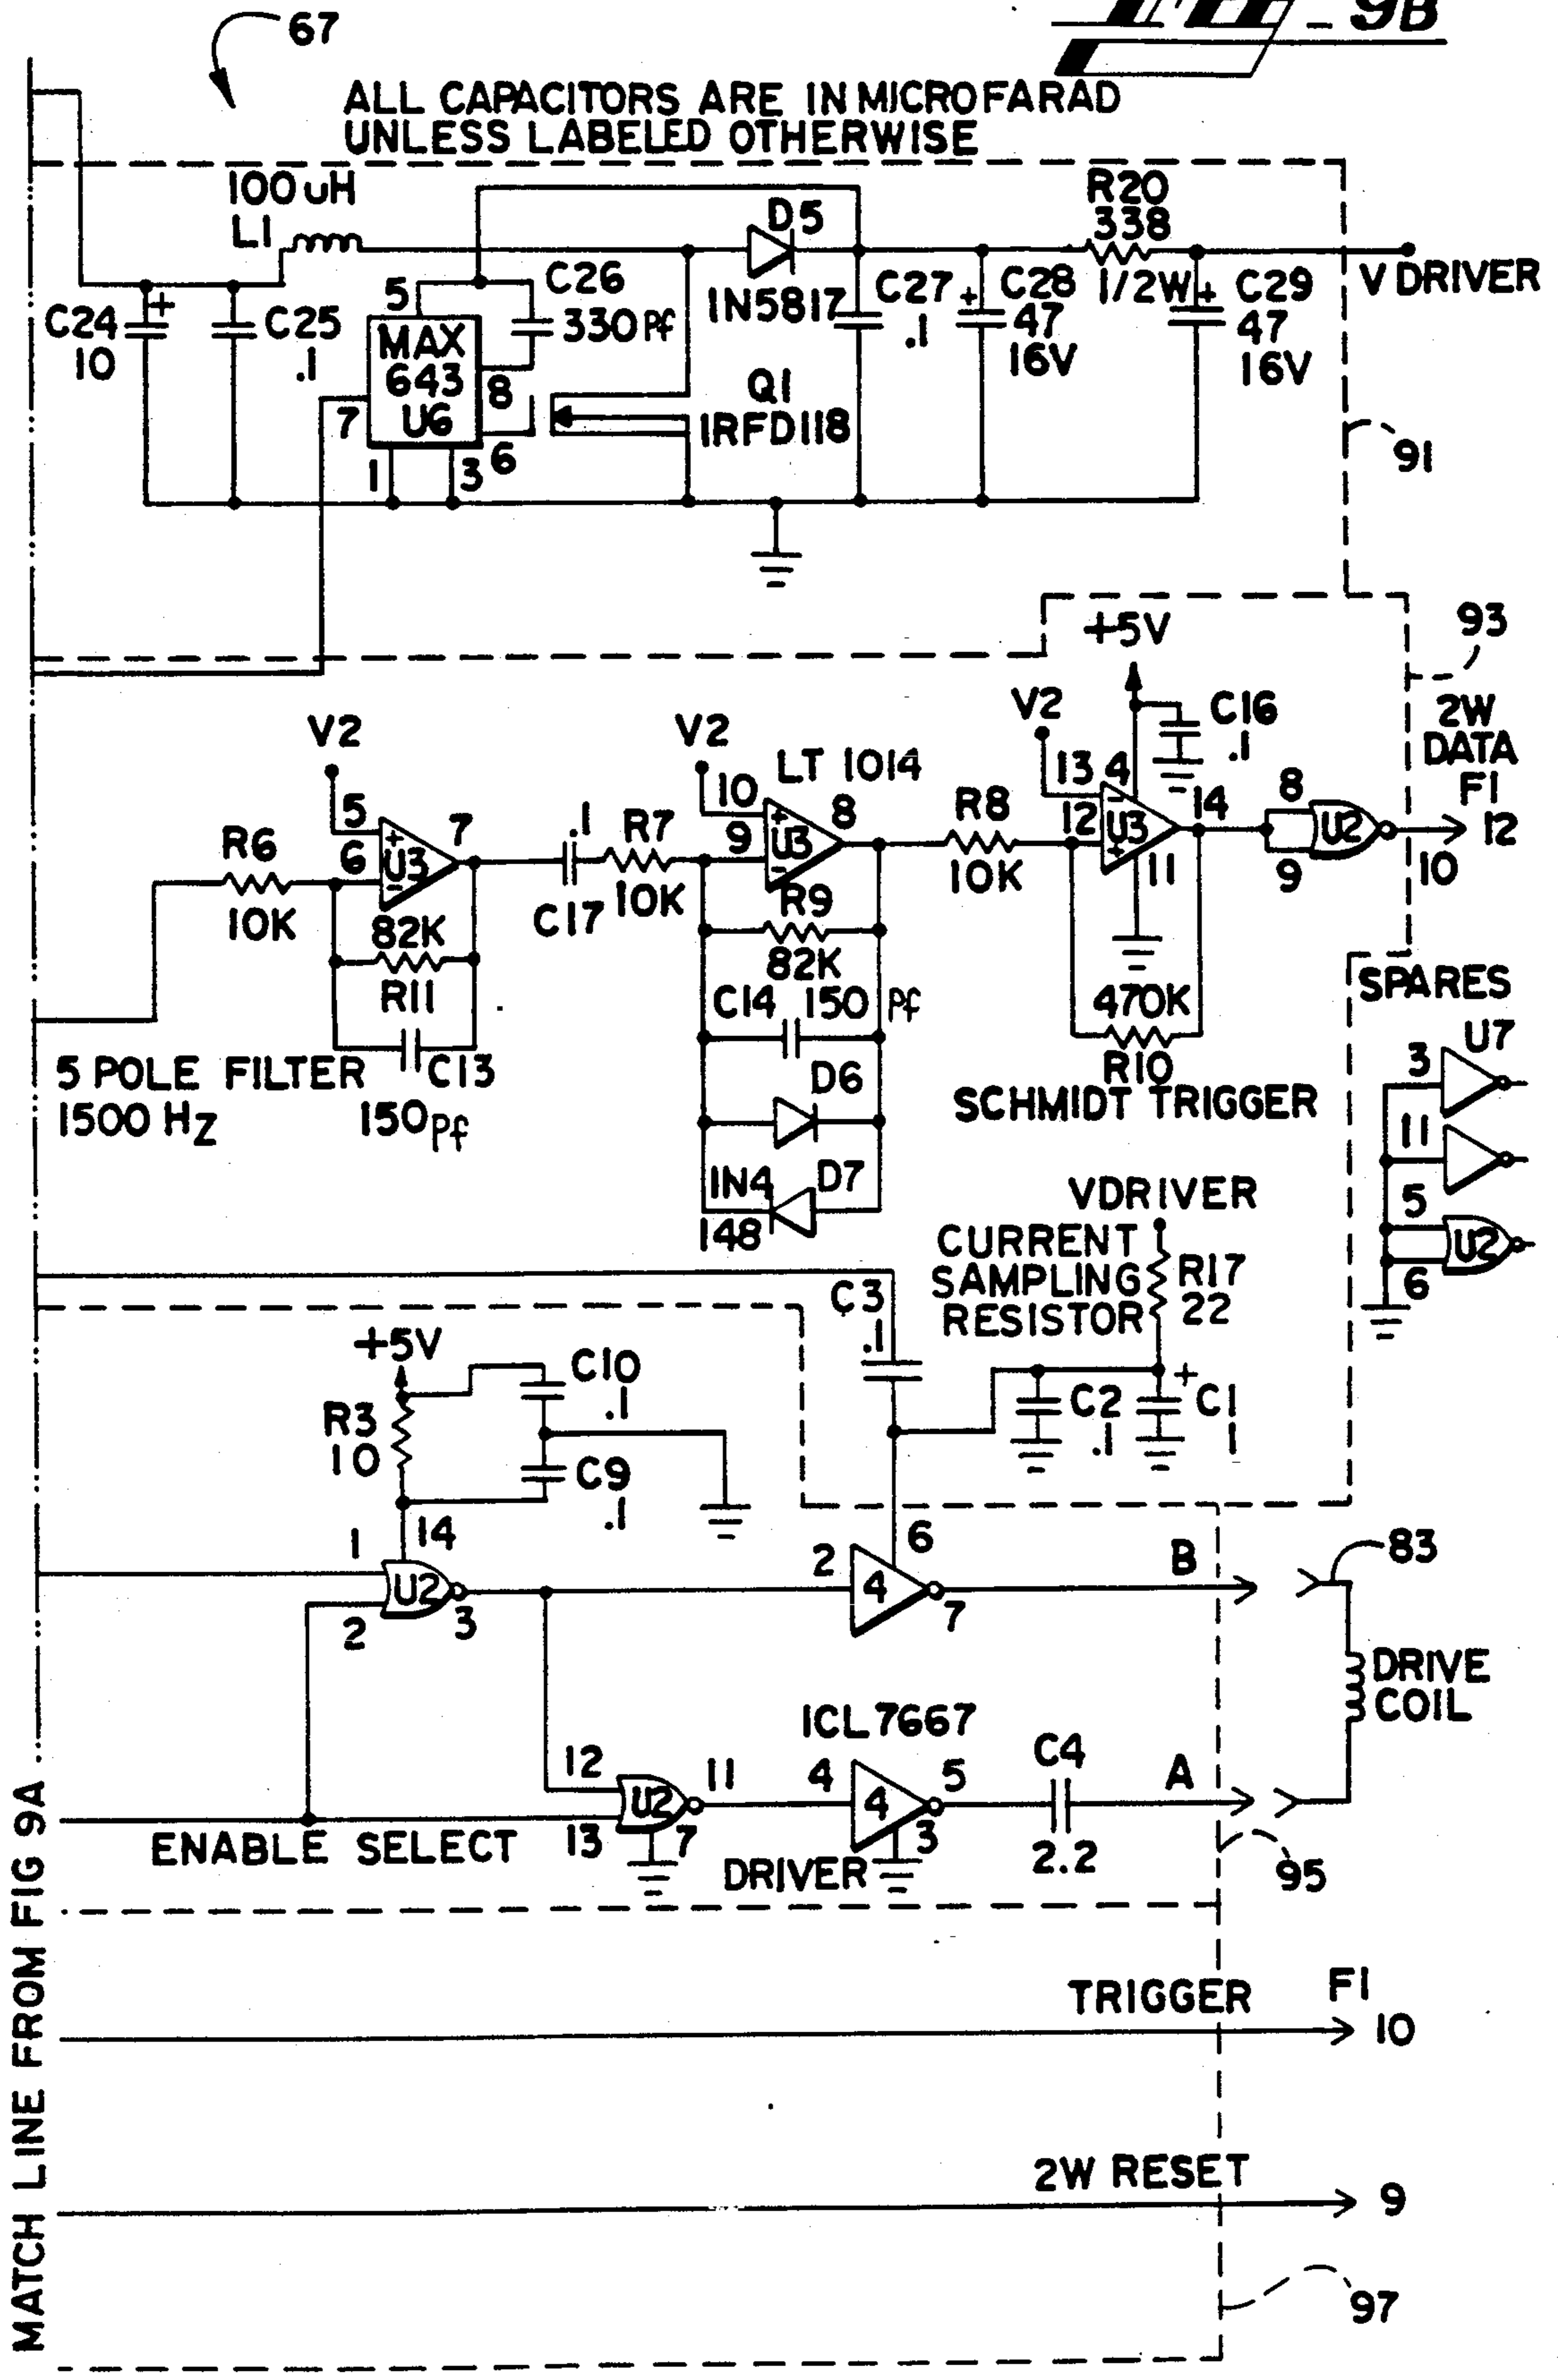 9B
67
ALL CAPACITORS ARE IN MICROFARAD
UNLESS LABELED OTHERWISE
100 uH
L1
D5
R20
338
1/2W
V DRIVER
C24
+
10
C25
.1
5
MAX
643
U6
7
8
6
1
3
C26
330 Pf
1N5817
C27
.1
+
C28
47
16V
+
C29
47
16V
Q1
IRFD118
91
93
+5V
V2
V2
V2
LT 1014
C16
.1
2W
DATA
F1
12
R6
10K
5
6
+
U3
-
7
82K
R11
C13
150 Pf
5 POLE FILTER
1500 Hz
.1
C17
R7
10K
10
9
+
U3
-
8
R9
82K
C14 150 Pf
D6
1N4
148
D7
R8
10K
13
12
4
-
U3
+
14
11
470K
R10
SCHMIDT TRIGGER
8
9
U2
10
SPARES
U7
3
11
5
U2
6
VDRIVER
CURRENT
SAMPLING
RESISTOR
R17
22
C3
.1
C2
.1
+
C1
1
+5V
R3
10
C10
.1
C9
.1
1
14
U2
2
3
2
6
4
7
B
83
DRIVE
COIL
ICL7667
12
13
U2
11
7
4
4
5
3
C4
2.2
A
ENABLE SELECT
DRIVER
95
TRIGGER
F1
10
2W RESET
9
97
MATCH LINE FROM FIG 9A